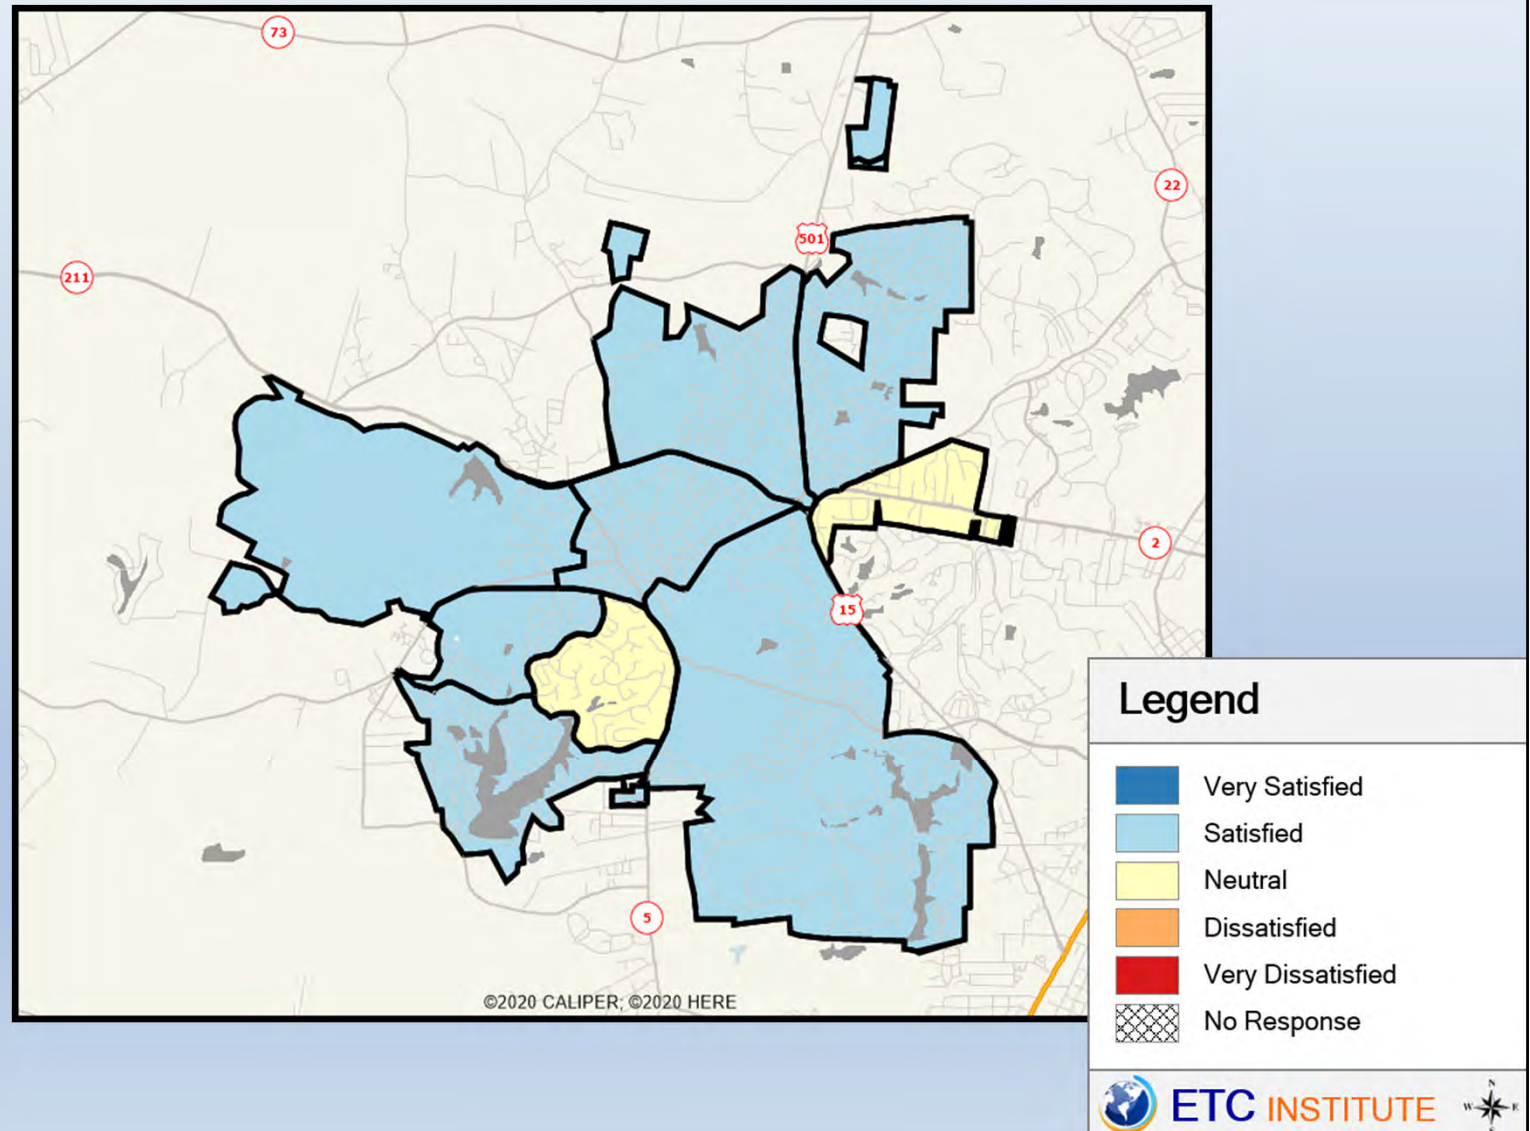 73
22
501
211
2
15
Legend
Very Satisfied
Satisfied
Neutral
Dissatisfied
Very Dissatisfied
No Response
5
©2020 CALIPER; ©2020 HERE
ETC INSTITUTE
N
W E
S